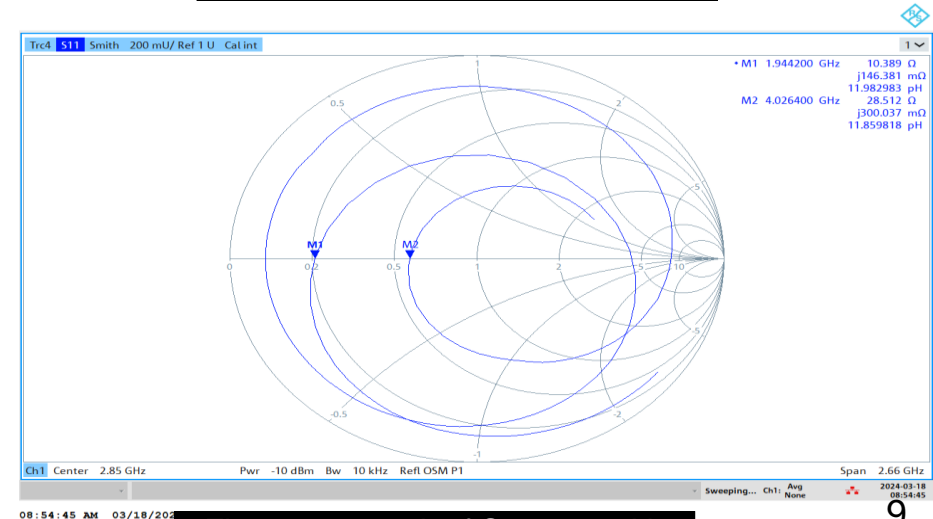 R&S
Trc4 S11 Smith 200 mU/ Ref 1 U Cal int 1
• M1 1.944200 GHz 10.389 Ω
j146.381 mΩ
11.982983 pH
M2 4.026400 GHz 28.512 Ω
j300.037 mΩ
11.859818 pH
1
0.5 2
5
M1 M2
0 0.2 0.5 1 2 5 10
-5
-0.5 -2
-1
Ch1 Center 2.85 GHz Pwr -10 dBm Bw 10 kHz Refl OSM P1 Span 2.66 GHz
Sweeping... Ch1: Avg None 2024-03-18 08:54:45
08:54:45 AM 03/18/202
9